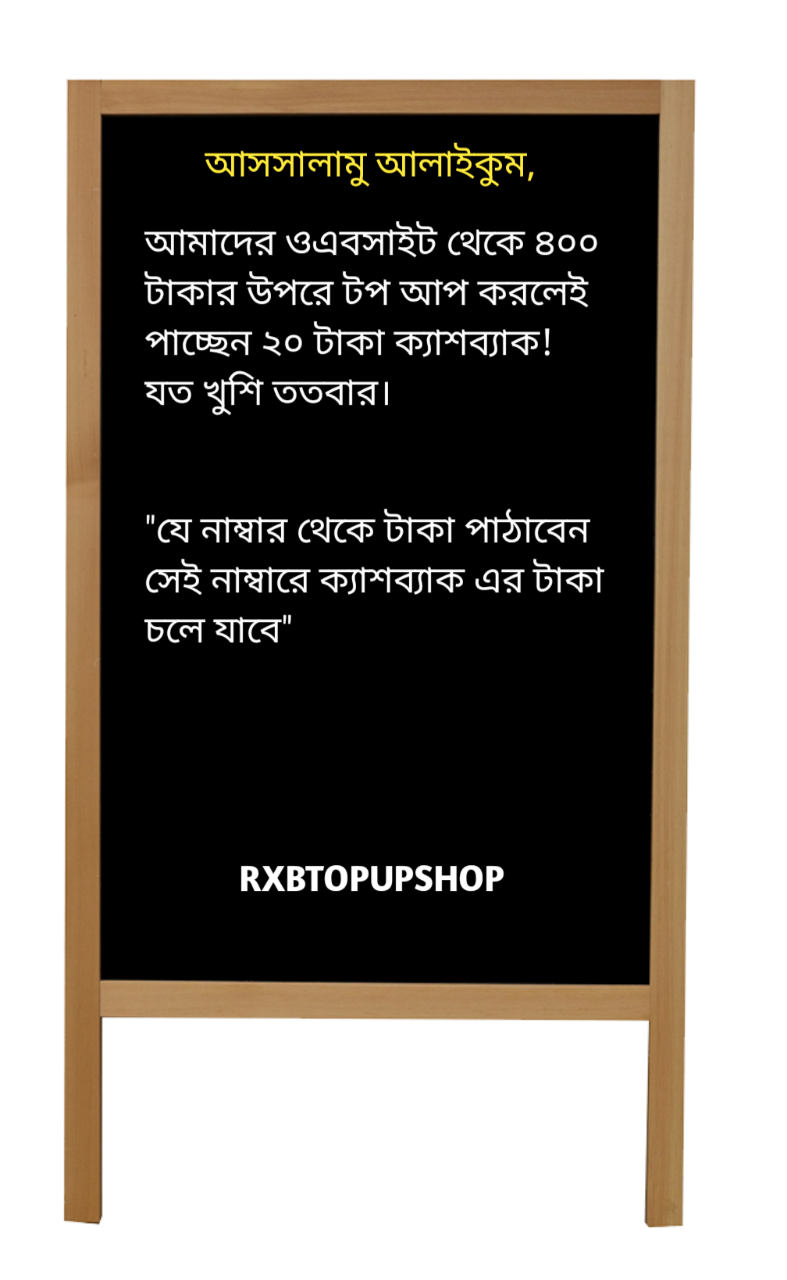 আসসালামু আলাইকুম,
আমাদের ওএবসাইট থেকে ৪০০
টাকার উপরে টপ আপ করলেই
পাচ্ছেন ২০ টাকা ক্যাশব্যাক!
যত খুশি ততবার।
"যে নাম্বার থেকে টাকা পাঠাবেন
সেই নাম্বারে ক্যাশব্যাক এর টাকা
চলে যাবে"
RXBTOPUPSHOP